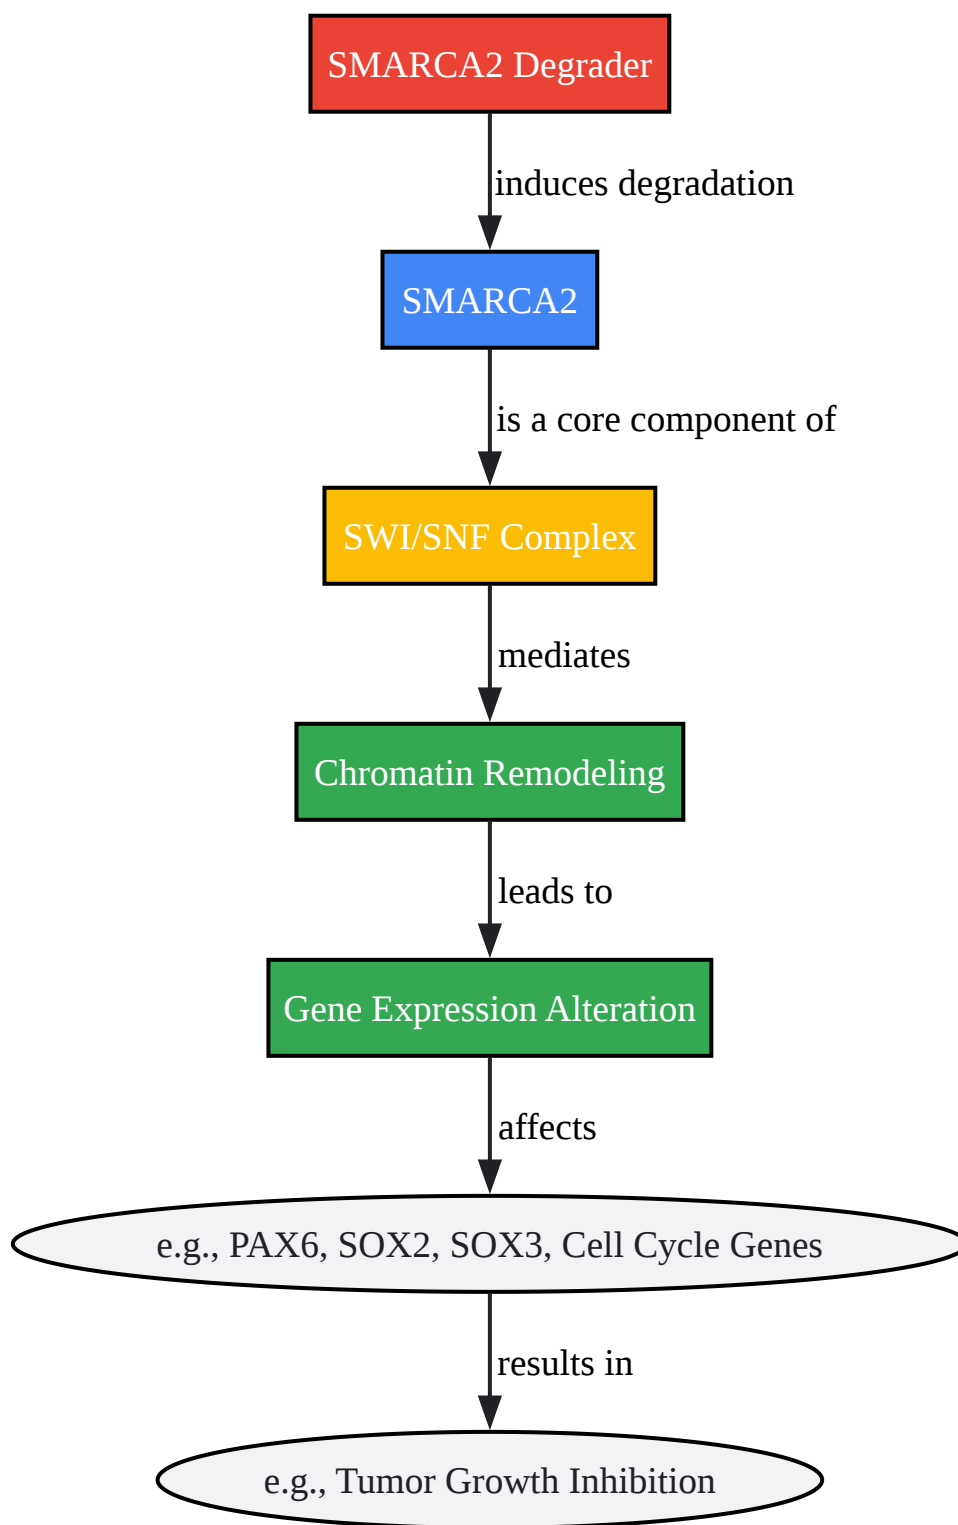 SMARCA2 Degrader
induces degradation
SMARCA2
is a core component of
SWI/SNF Complex
mediates
Chromatin Remodeling
leads to
Gene Expression Alteration
affects
e.g., PAX6, SOX2, SOX3, Cell Cycle Genes
results in
e.g., Tumor Growth Inhibition